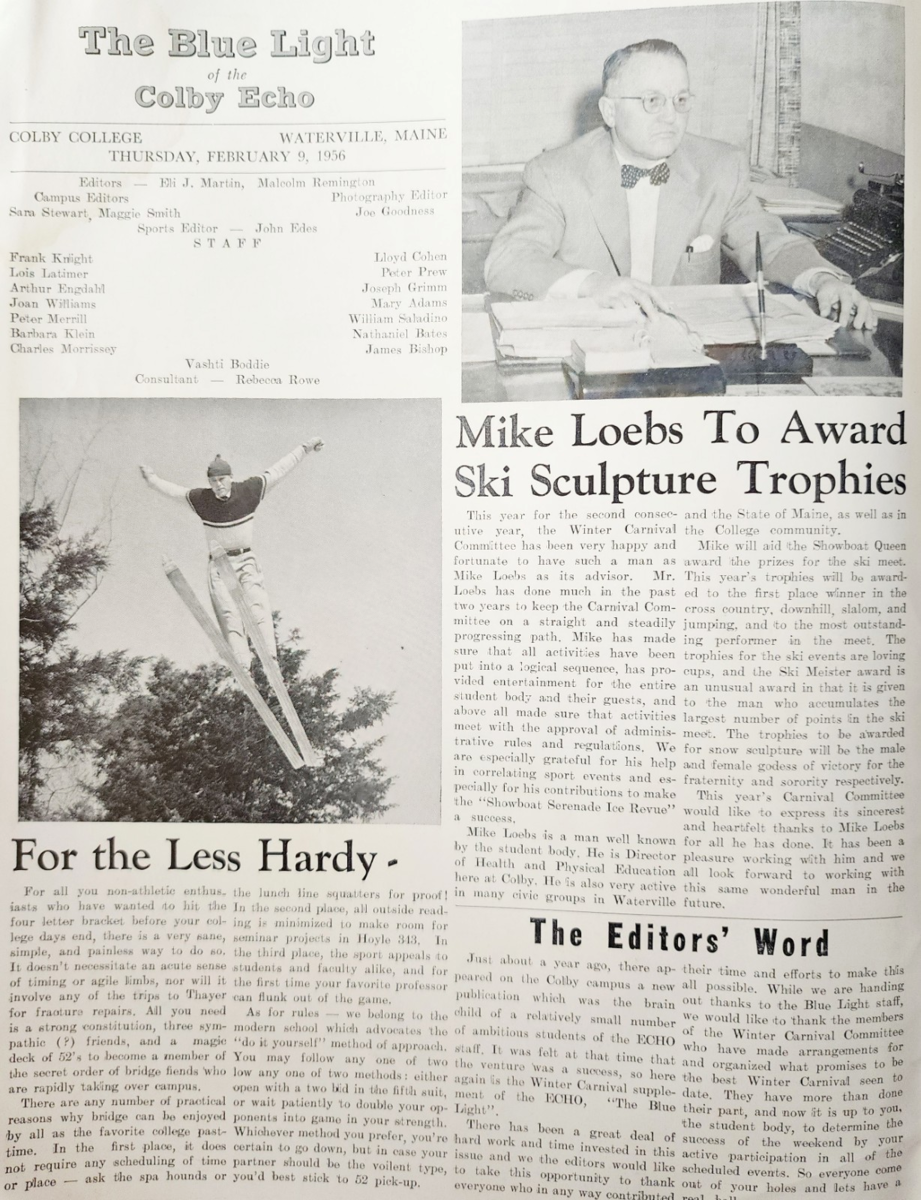 The Blue Light
of the
Colby Echo
COLBY COLLEGE WATERVILLE, MAINE
THURSDAY, FEBRUARY 9, 1956
Editors — Eli J. Martin, Malcolm Remington
Campus Editors Photography Editor
Sara Stewart, Maggie Smith Joe Goodness
Sports Editor — John Edes
STAFF
Frank Knight Lloyd Cohen
Lois Latimer Peter Prew
Arthur Engdahl Joseph Grimm
Joan Williams Mary Adams
Peter Merrill William Saladino
Barbara Klein Nathaniel Bates
Charles Morrissey James Bishop
Vashti Boddie
Consultant — Rebecca Rowe
For the Less Hardy -
For all you non-athletic enthus-
iasts who have wanted to hit the
four letter bracket before your col-
lege days end, there is a very sane,
simple, and painless way to do so.
It doesn't necessitate an acute sense
of timing or agile limbs, nor will it
involve any of the trips to Thayer
for fracture repairs. All you need
is a strong constitution, three sym-
pathic (?) friends, and a magic
deck of 52's to become a member of
the secret order of bridge fiends who
are rapidly taking over campus.
There are any number of practical
reasons why bridge can be enjoyed
by all as the favorite college past-
time. In the first place, it does
not require any scheduling of time
or place — ask the spa hounds or
the lunch line squatters for proof!
In the second place, all outside read-
ing is minimized to make room for
seminar projects in Hoyle 343. In
the third place, the sport appeals to
students and faculty alike, and for
the first time your favorite professor
can flunk out of the game.
As for rules — we belong to the
modern school which advocates the
"do it yourself" method of approach.
You may follow any one of two
low any one of two methods: either
open with a two bid in the fifth suit,
or wait patiently to double your op-
ponents into game in your strength.
Whichever method you prefer, you're
certain to go down, but in case your
partner should be the voilent type,
you'd best stick to 52 pick-up.
Mike Loebs To Award
Ski Sculpture Trophies
This year for the second consec-
utive year, the Winter Carnival
Committee has been very happy and
fortunate to have such a man as
Mike Loebs as its advisor. Mr.
Loebs has done much in the past
two years to keep the Carnival Com-
mittee on a straight and steadily
progressing path. Mike has made
sure that all activities have been
put into a logical sequence, has pro-
vided entertainment for the entire
student body and their guests, and
above all made sure that activities
meet with the approval of adminis-
trative rules and regulations. We
are especially grateful for his help
in correlating sport events and es-
pecially for his contributions to make
the "Showboat Serenade Ice Revue"
a success.
Mike Loebs is a man well known
by the student body. He is Director
of Health and Physical Education
here at Colby. He is also very active
in many civic groups in Waterville
and the State of Maine, as well as in
the College community.
Mike will aid the Showboat Queen
award the prizes for the ski meet.
This year's trophies will be award-
ed to the first place winner in the
cross country, downhill, slalom, and
jumping, and to the most outstand-
ing performer in the meet. The
trophies for the ski events are loving
cups, and the Ski Meister award is
an unusual award in that it is given
to the man who accumulates the
largest number of points in the ski
meet. The trophies to be awarded
for snow sculpture will be the male
and female godess of victory for the
fraternity and sorority respectively.
This year's Carnival Committee
would like to express its sincerest
and heartfelt thanks to Mike Loebs
for all he has done. It has been a
pleasure working with him and we
all look forward to working with
this same wonderful man in the
future.
The Editors' Word
Just about a year ago, there ap-
peared on the Colby campus a new
publication which was the brain
child of a relatively small number
of ambitious students of the ECHO
staff. It was felt at that time that
the venture was a success, so here
again is the Winter Carnival supple-
ment of the ECHO, "The Blue
Light".
There has been a great deal of
hard work and time invested in this
issue and we the editors would like
to take this opportunity to thank
everyone who in any way contributed
their time and efforts to make this
all possible. While we are handing
out thanks to the Blue Light staff,
we would like to thank the members
of the Winter Carnival Committee
who have made arrangements for
and organized what promises to be
the best Winter Carnival seen to
date. They have more than done
their part, and now it is up to you,
the student body, to determine the
success of the weekend by your
active participation in all of the
scheduled events. So everyone come
out of your holes and lets have a